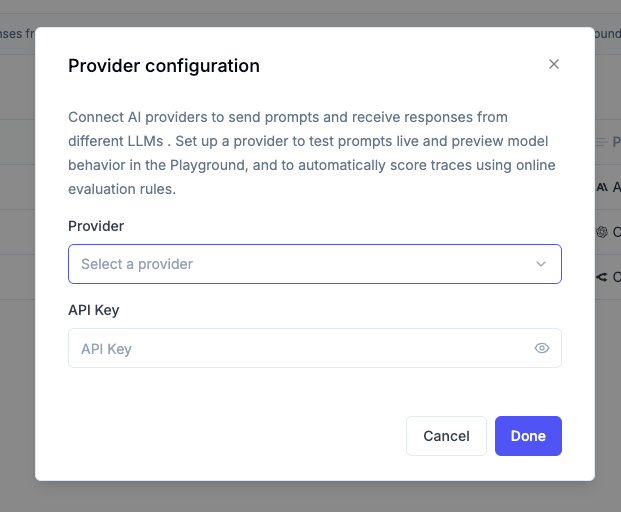 nses fr
ound
Provider configuration
Connect AI providers to send prompts and receive responses from
different LLMs . Set up a provider to test prompts live and preview model
behavior in the Playground, and to automatically score traces using online
evaluation rules.
Provider
Select a provider
API Key
API Key
Cancel
Done